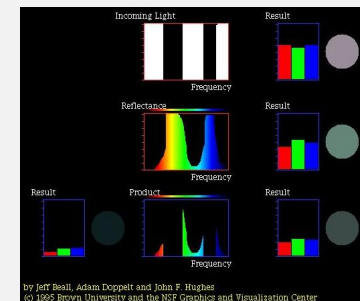 Incoming Light
Result
Frequency
Reflectance
Result
Frequency
Result
Product
Result
Frequency
by Jeff Beall, Adam Doppelt and John F. Hughes
(c) 1995 Brown University and the NSF Graphics and Visualization Center